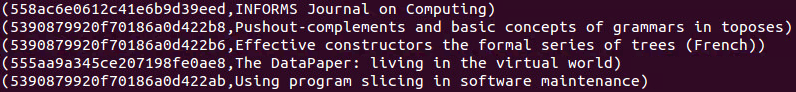 (558ac6e0612c41e6b9d39eed,INFORMS Journal on Computing)
(5390879920f70186a0d422b8,Pushout-complements and basic concepts of grammars in toposes)
(5390879920f70186a0d422b6,Effective constructors the formal series of trees (French))
(555aa9a345ce207198fe0ae8,The DataPaper: living in the virtual world)
(5390879920f70186a0d422ab,Using program slicing in software maintenance)